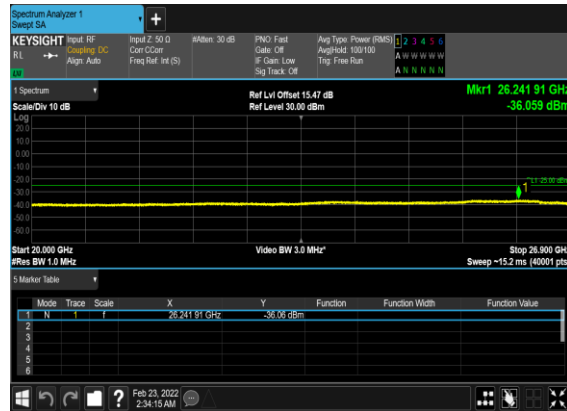 Spectrum Analyzer 1
Swept SA
+
KEYSIGHT Input: RF Input Z: 50 Ω #Atten: 30 dB PNO: Fast Avg Type: Power (RMS) 1 2 3 4 5 6
RL Coupling: DC Corr CCorr Gate: Off Avg|Hold: 100/100 A W W W W W
Align: Auto Freq Ref: Int (S) IF Gain: Low Trig: Free Run
Sig Track: Off A N N N N N
1 Spectrum Ref Lvl Offset 15.47 dB Mkr1 26.241 91 GHz
Scale/Div 10 dB Ref Level 30.00 dBm -36.059 dBm
Log
20.0
10.0
0.00
-10.0
-20.0 DL1 -25.00 dBm
-30.0 1
-40.0
-50.0
-60.0
Start 20.000 GHz Video BW 3.0 MHz* Stop 26.900 GHz
#Res BW 1.0 MHz Sweep ~15.2 ms (40001 pts)
5 Marker Table
Mode Trace Scale X Y Function Function Width Function Value
1 N 1 f 26.241 91 GHz -36.06 dBm
2
3
4
5
6
? Feb 23, 2022
2:34:15 AM